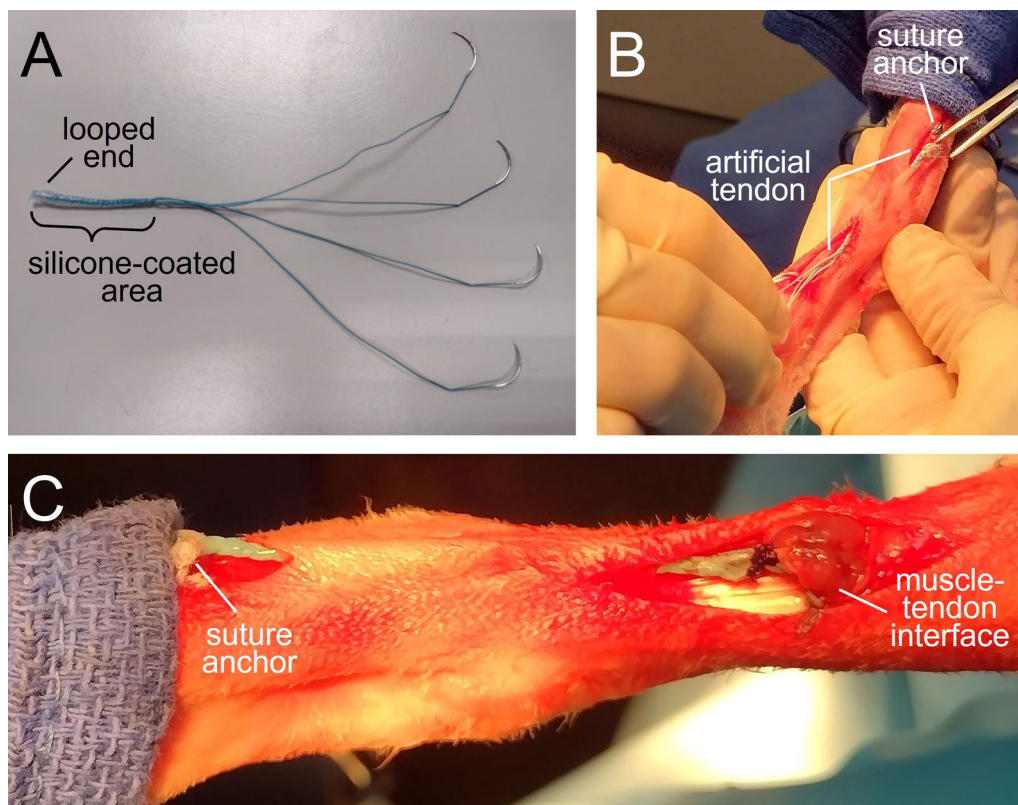 A
looped
end
silicone-coated
area
B
suture
anchor
artificial
tendon
C
suture
anchor
muscle-
tendon
interface